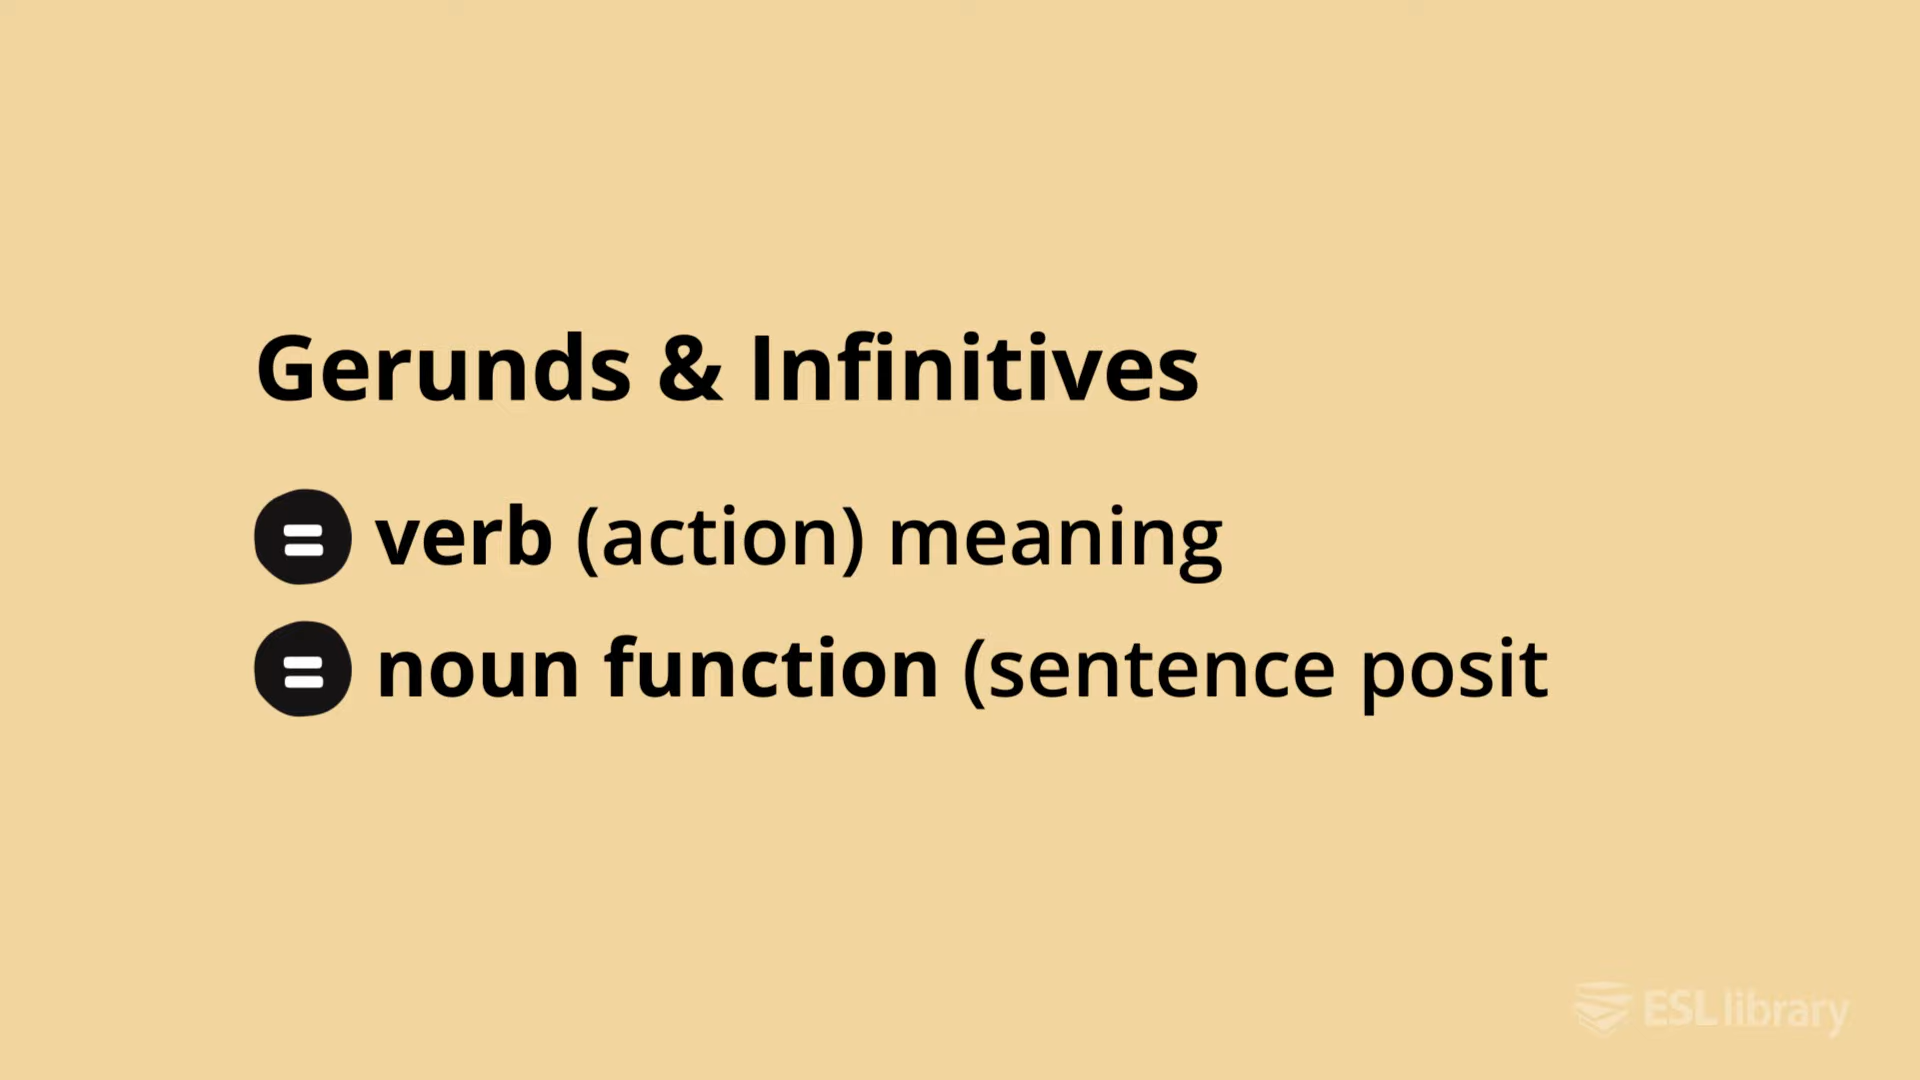 Gerunds & Infinitives
= verb (action) meaning
= noun function (sentence posit
ESL library